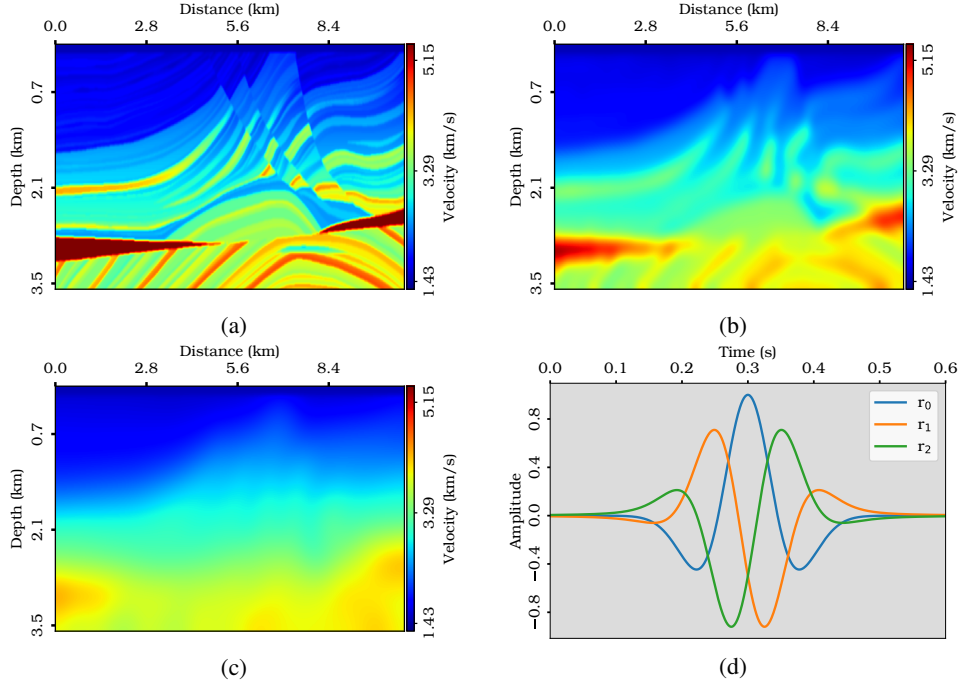 Distance (km)
0.0 2.8 5.6 8.4
Depth (km)
0.7
2.1
3.5
5.15
3.29
1.43
Velocity (km/s)
(a)
Distance (km)
0.0 2.8 5.6 8.4
Depth (km)
0.7
2.1
3.5
5.15
3.29
1.43
Velocity (km/s)
(b)
Distance (km)
0.0 2.8 5.6 8.4
Depth (km)
0.7
2.1
3.5
5.15
3.29
1.43
Velocity (km/s)
(c)
Time (s)
0.0 0.1 0.2 0.3 0.4 0.5 0.6
Amplitude
0.8
0.4
0.0
−0.4
−0.8
r₀
r₁
r₂
(d)